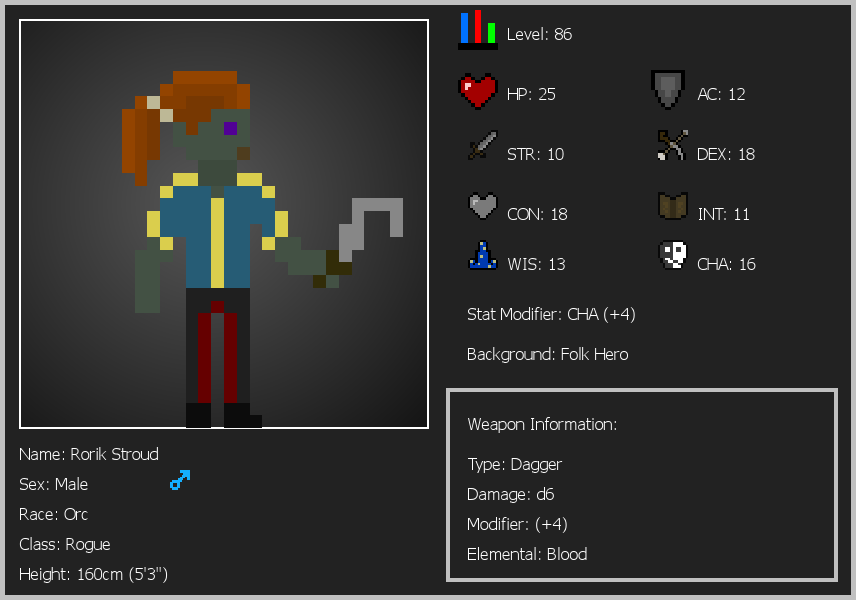 Level: 86
HP: 25
AC: 12
STR: 10
DEX: 18
CON: 18
INT: 11
WIS: 13
CHA: 16
Stat Modifier: CHA (+4)
Background: Folk Hero
Weapon Information:
Type: Dagger
Damage: d6
Modifier: (+4)
Elemental: Blood
Name: Rorik Stroud
Sex: Male
Race: Orc
Class: Rogue
Height: 160cm (5'3")